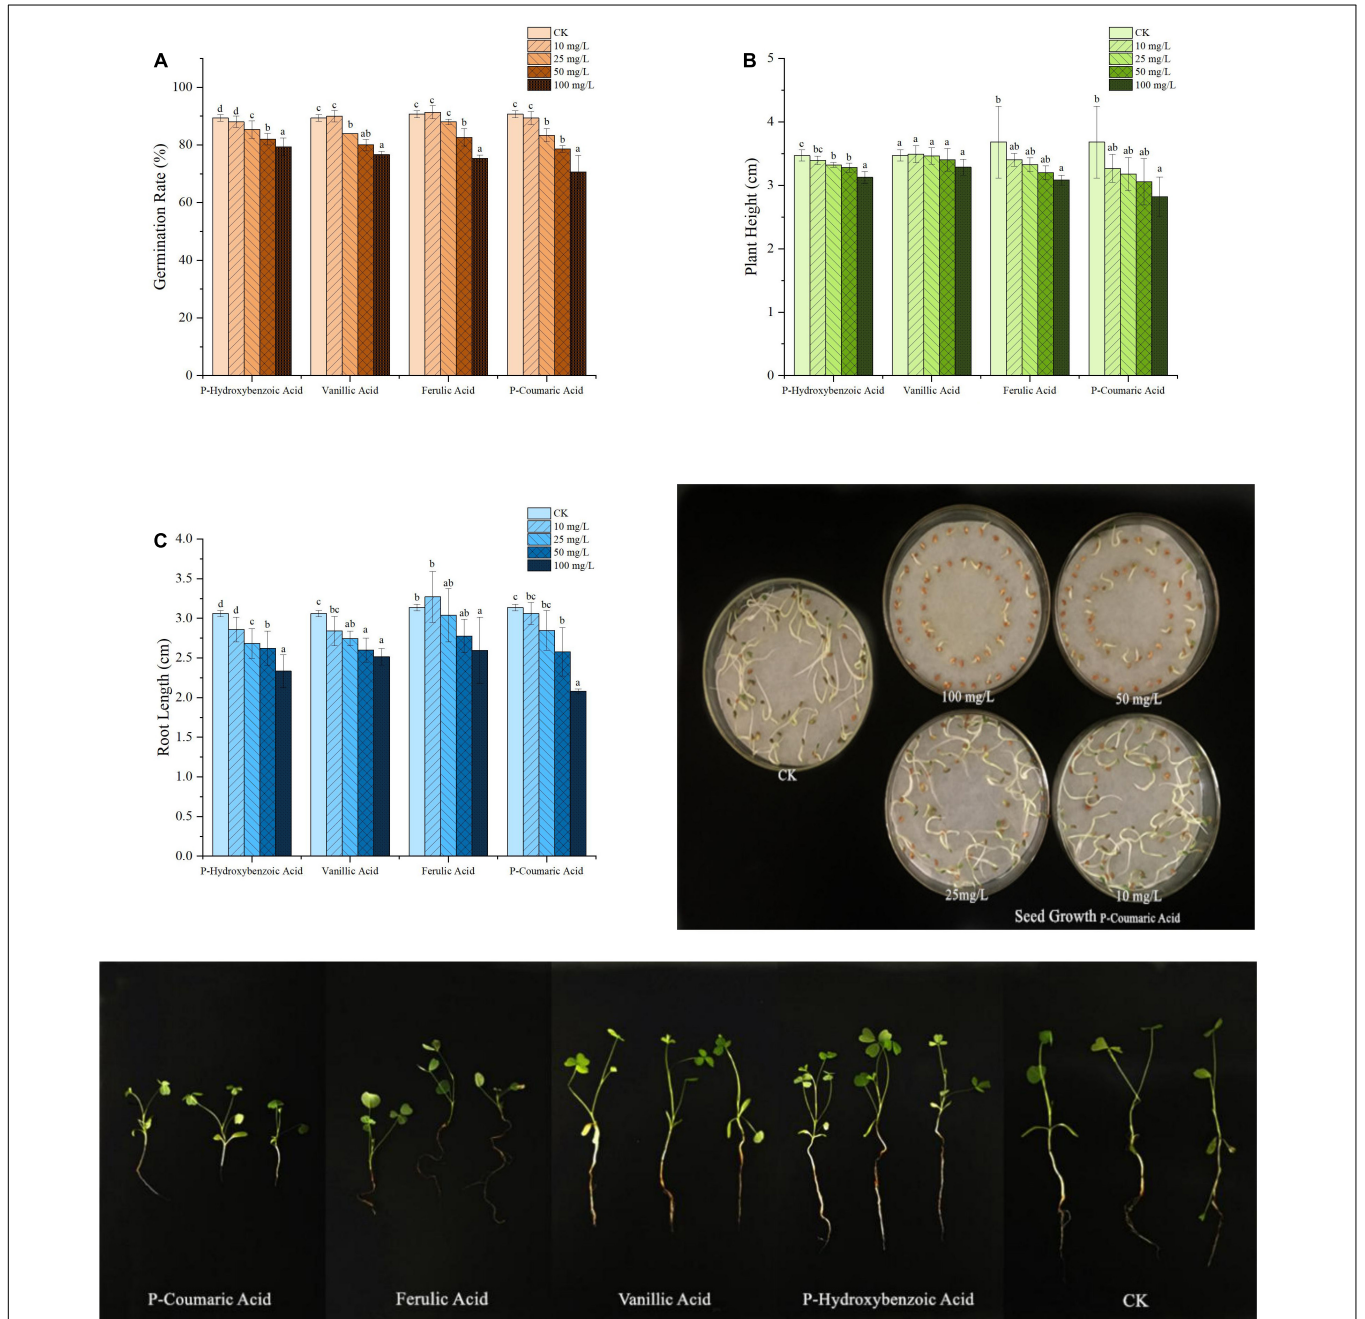 A
CK
10 mg/L
25 mg/L
50 mg/L
100 mg/L
Germination Rate (%)
100
80
60
40
20
0
d d c b a
c c b ab a
c c c b a
c c b b a
P-Hydroxybenzoic Acid Vanillic Acid Ferulic Acid P-Coumaric Acid
B
CK
10 mg/L
25 mg/L
50 mg/L
100 mg/L
Plant Height (cm)
5
4
3
2
1
0
c bc b b a
a a a a a
b ab ab ab a
b ab ab ab a
P-Hydroxybenzoic Acid Vanillic Acid Ferulic Acid P-Coumaric Acid
C
CK
10 mg/L
25 mg/L
50 mg/L
100 mg/L
Root Length (cm)
4.0
3.5
3.0
2.5
2.0
1.5
1.0
0.5
0.0
d d c b a
c bc ab a a
b b ab ab a
c bc bc b a
P-Hydroxybenzoic Acid Vanillic Acid Ferulic Acid P-Coumaric Acid
100 mg/L 50 mg/L
CK
25mg/L 10 mg/L
Seed Growth P-Coumaric Acid
P-Coumaric Acid Ferulic Acid Vanillic Acid P-Hydroxybenzoic Acid CK